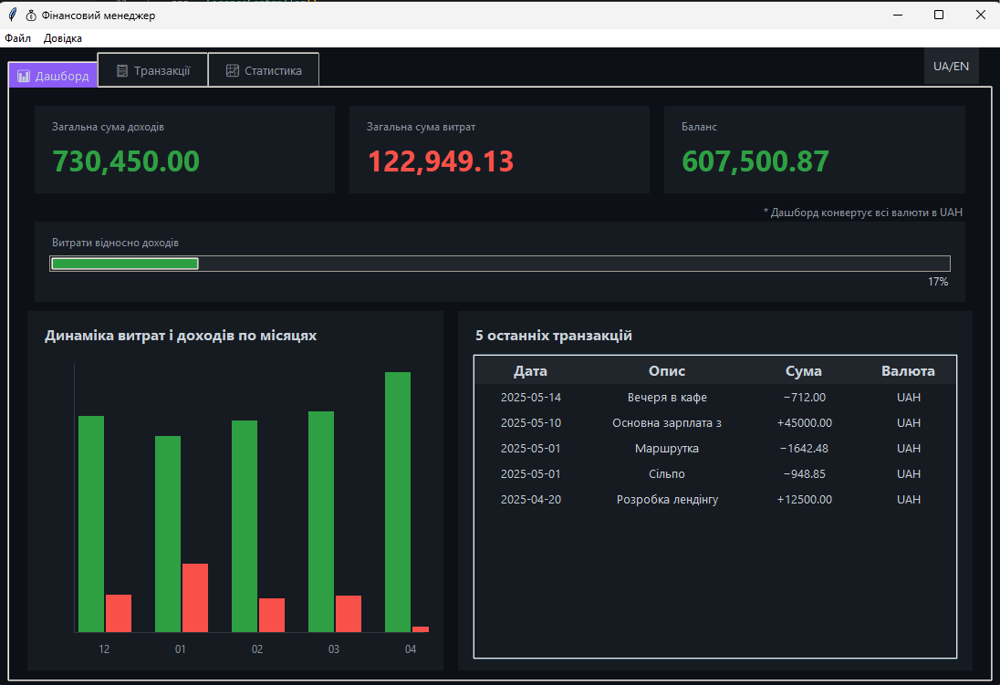 Фінансовий менеджер
Файл Довідка
Дашборд Транзакції Статистика UA/EN
Загальна сума доходів Загальна сума витрат Баланс
730,450.00 122,949.13 607,500.87
* Дашборд конвертує всі валюти в UAH
Витрати відносно доходів
17%
Динаміка витрат і доходів по місяцях
12 01 02 03 04
5 останніх транзакцій
Дата Опис Сума Валюта
2025-05-14 Вечеря в кафе −712.00 UAH
2025-05-10 Основна зарплата з +45000.00 UAH
2025-05-01 Маршрутка −1642.48 UAH
2025-05-01 Сільпо −948.85 UAH
2025-04-20 Розробка лендінгу +12500.00 UAH